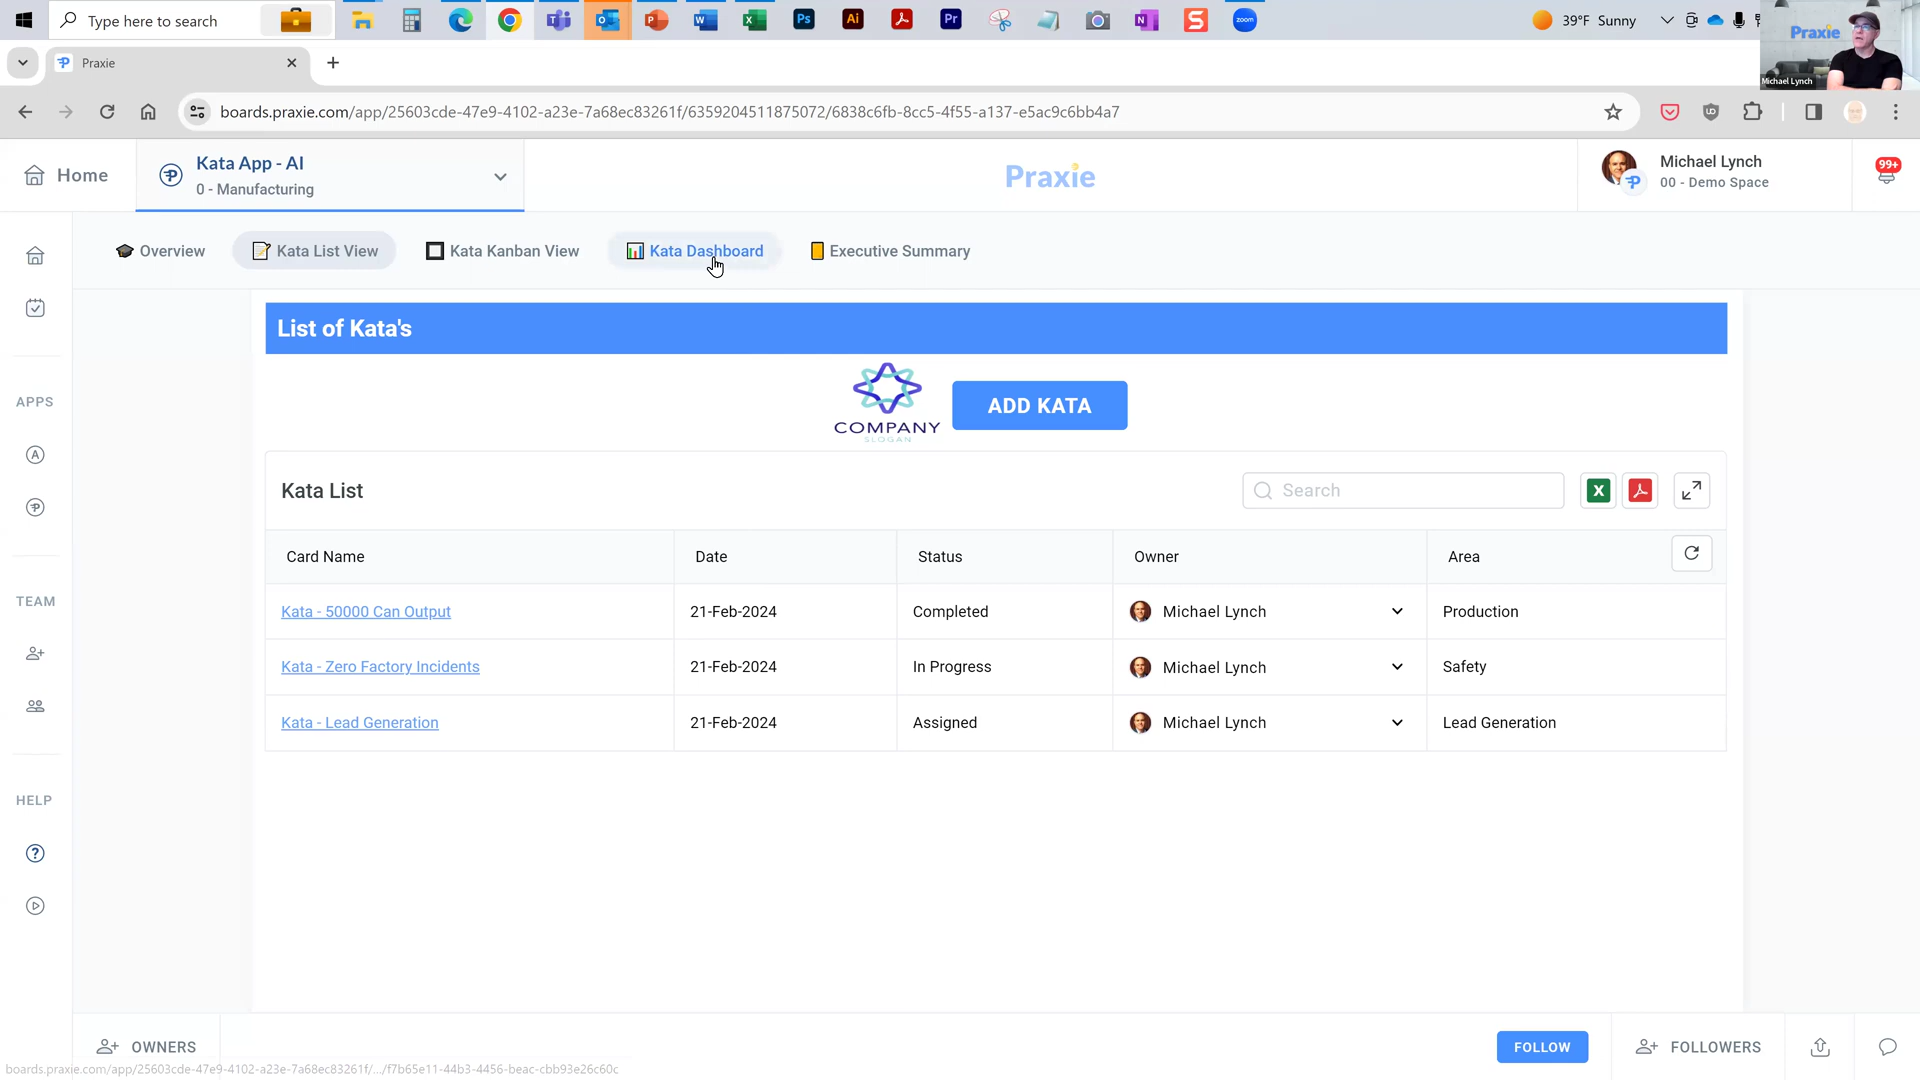 Type here to search
39°F Sunny
Praxie
Michael Lynch
Praxie
boards.praxie.com/app/25603cde-47e9-4102-a23e-7a68ec83261f/6359204511875072/6838c6fb-8cc5-4f55-a137-e5ac9c6bb4a7
Home
Kata App - AI
0 - Manufacturing
Praxie
Michael Lynch
00 - Demo Space
99+
Overview
Kata List View
Kata Kanban View
Kata Dashboard
Executive Summary
List of Kata's
COMPANY
SLOGAN
ADD KATA
APPS
TEAM
HELP
Kata List
Search
Card Name Date Status Owner Area
Kata - 50000 Can Output 21-Feb-2024 Completed Michael Lynch Production
Kata - Zero Factory Incidents 21-Feb-2024 In Progress Michael Lynch Safety
Kata - Lead Generation 21-Feb-2024 Assigned Michael Lynch Lead Generation
OWNERS
FOLLOW
FOLLOWERS
boards.praxie.com/app/25603cde-47e9-4102-a23e-7a68ec83261f/.../f7b65e11-44b3-4456-beac-cbb93e26c60c